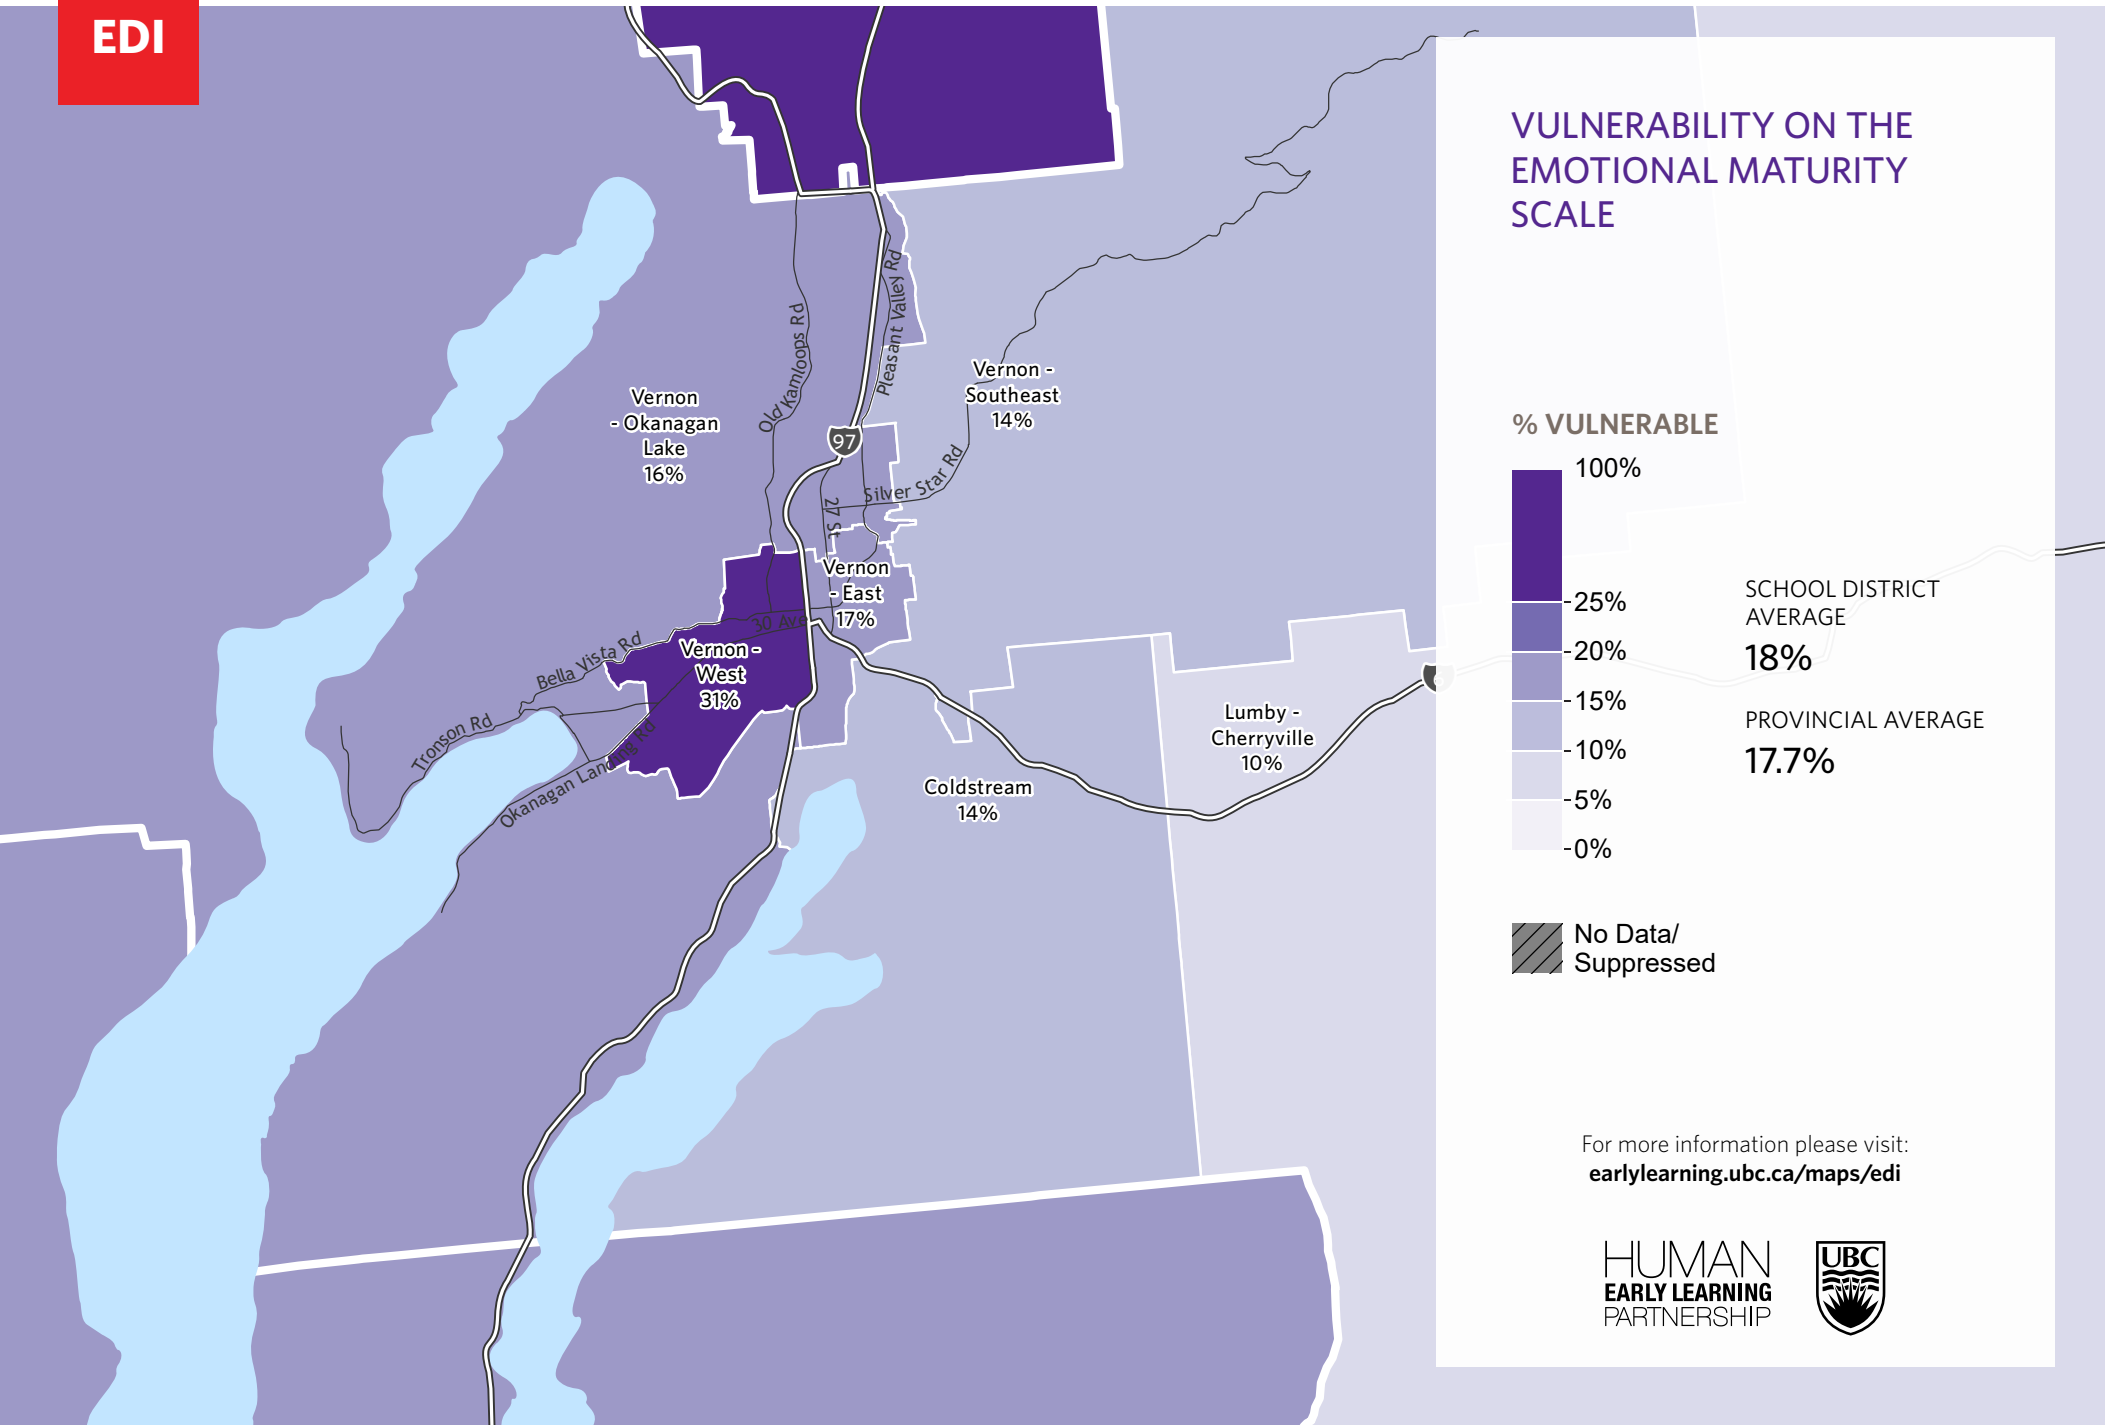 EDI
VULNERABILITY ON THE
EMOTIONAL MATURITY
SCALE
% VULNERABLE
100%
25%
20%
15%
10%
5%
0%
SCHOOL DISTRICT
AVERAGE
18%
PROVINCIAL AVERAGE
17.7%
No Data/
Suppressed
For more information please visit:
earlylearning.ubc.ca/maps/edi
HUMAN
EARLY LEARNING
PARTNERSHIP
UBC
Vernon
- Okanagan
Lake
16%
Old Kamloops Rd
Pleasant Valley Rd
97
Vernon -
Southeast
14%
Silver Star Rd
27 St
Vernon
- East
17%
30 Ave
Vernon -
West
31%
Bella Vista Rd
Tronson Rd
Okanagan Landing Rd
Coldstream
14%
Lumby -
Cherryville
10%